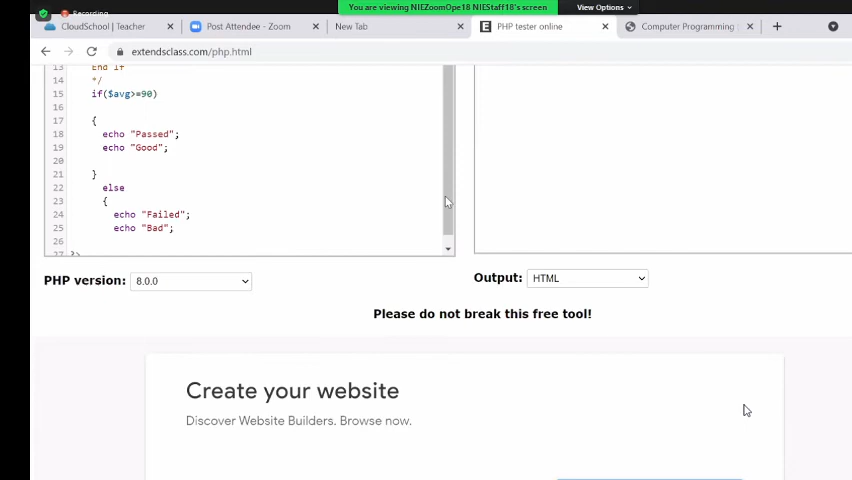 You are viewing NIEZoomOpe18 NIEStaff18's screen
View Options
Recording
CloudSchool | Teacher
Post Attendee - Zoom
New Tab
PHP tester online
Computer Programming
extendsclass.com/php.html
13 End If
14 */
15 if($avg>=90)
16
17 {
18 echo "Passed";
19 echo "Good";
20
21 }
22 else
23 {
24 echo "Failed";
25 echo "Bad";
26
27 ?>
PHP version: 8.0.0
Output: HTML
Please do not break this free tool!
Create your website
Discover Website Builders. Browse now.